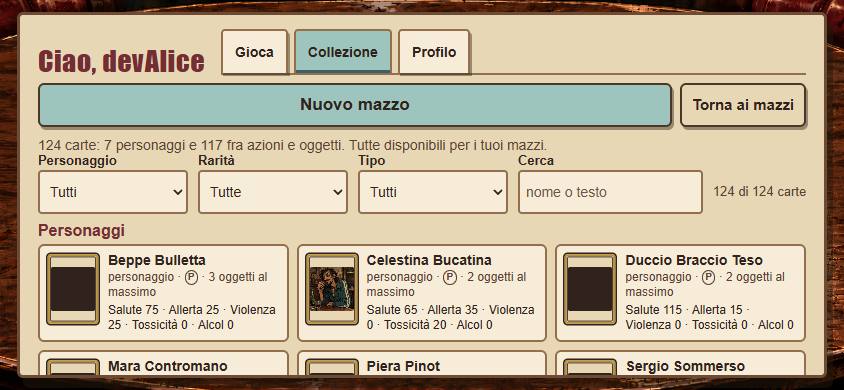 Ciao, devAlice
Gioca
Collezione
Profilo
Nuovo mazzo
Torna ai mazzi
124 carte: 7 personaggi e 117 fra azioni e oggetti. Tutte disponibili per i tuoi mazzi.
Personaggio
Rarità
Tipo
Cerca
Tutti
Tutte
Tutti
nome o testo
124 di 124 carte
Personaggi
Beppe Bulletta
personaggio · P · 3 oggetti al
massimo
Salute 75 · Allerta 25 · Violenza
25 · Tossicità 0 · Alcol 0
Celestina Bucatina
personaggio · P · 2 oggetti al
massimo
Salute 65 · Allerta 35 · Violenza
0 · Tossicità 20 · Alcol 0
Duccio Braccio Teso
personaggio · P · 2 oggetti al
massimo
Salute 115 · Allerta 15 ·
Violenza 0 · Tossicità 0 · Alcol 0
Mara Contromano
Piera Pinot
Sergio Sommerso